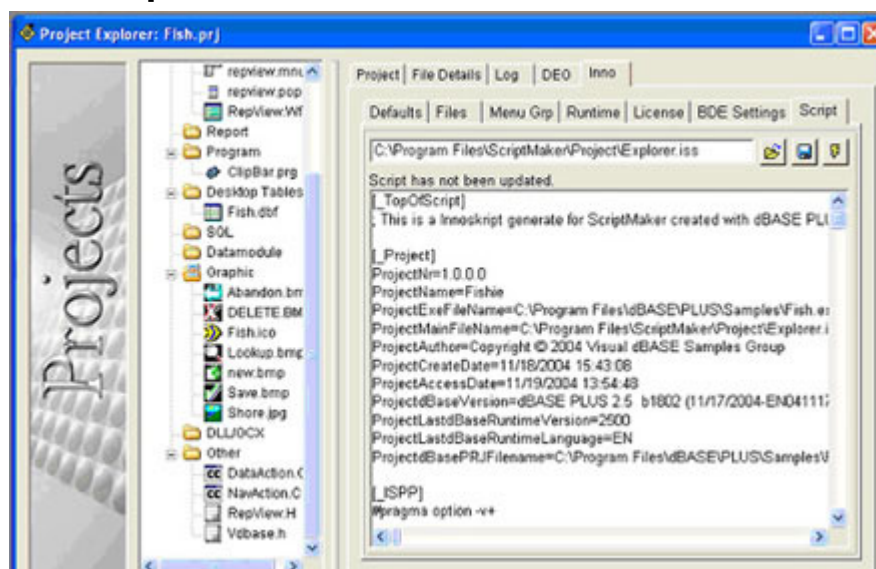 Project Explorer: Fish.prj
Projects
repview.mnu
repview.pop
RepView.Wf
Report
Program
ClipBar.prg
Desktop Tables
Fish.dbf
SQL
Datamodule
Graphic
Abandon.bm
DELETE.BM
Fish.ico
Lookup.bmp
new.bmp
Save.bmp
Shore.jpg
DLL/OCX
Other
DataAction.C
NavAction.C
RepView.H
Vdbase.h
Project File Details Log DEO Inno
Defaults Files Menu Grp Runtime License BDE Settings Script
C:\Program Files\ScriptMaker\Project\Explorer.iss
Script has not been updated.
[_TopOfScript]
; This is a Innoskript generate for ScriptMaker created with dBASE PLU
[_Project]
ProjectNr=1.0.0.0
ProjectName=Fishie
ProjectExeFileName=C:\Program Files\dBASE\PLUS\Samples\Fish.ex
ProjectMainFileName=C:\Program Files\ScriptMaker\Project\Explorer.i
ProjectAuthor=Copyright © 2004 Visual dBASE Samples Group
ProjectCreateDate=11/18/2004 15:43:08
ProjectAccessDate=11/19/2004 13:54:48
ProjectdBaseVersion=dBASE PLUS 2.5 b1802 (11/17/2004-EN041117
ProjectLastdBaseRuntimeVersion=2500
ProjectLastdBaseRuntimeLanguage=EN
ProjectdBasePRJFilename=C:\Program Files\dBASE\PLUS\Samples\F
[_ISPP]
#pragma option -v+